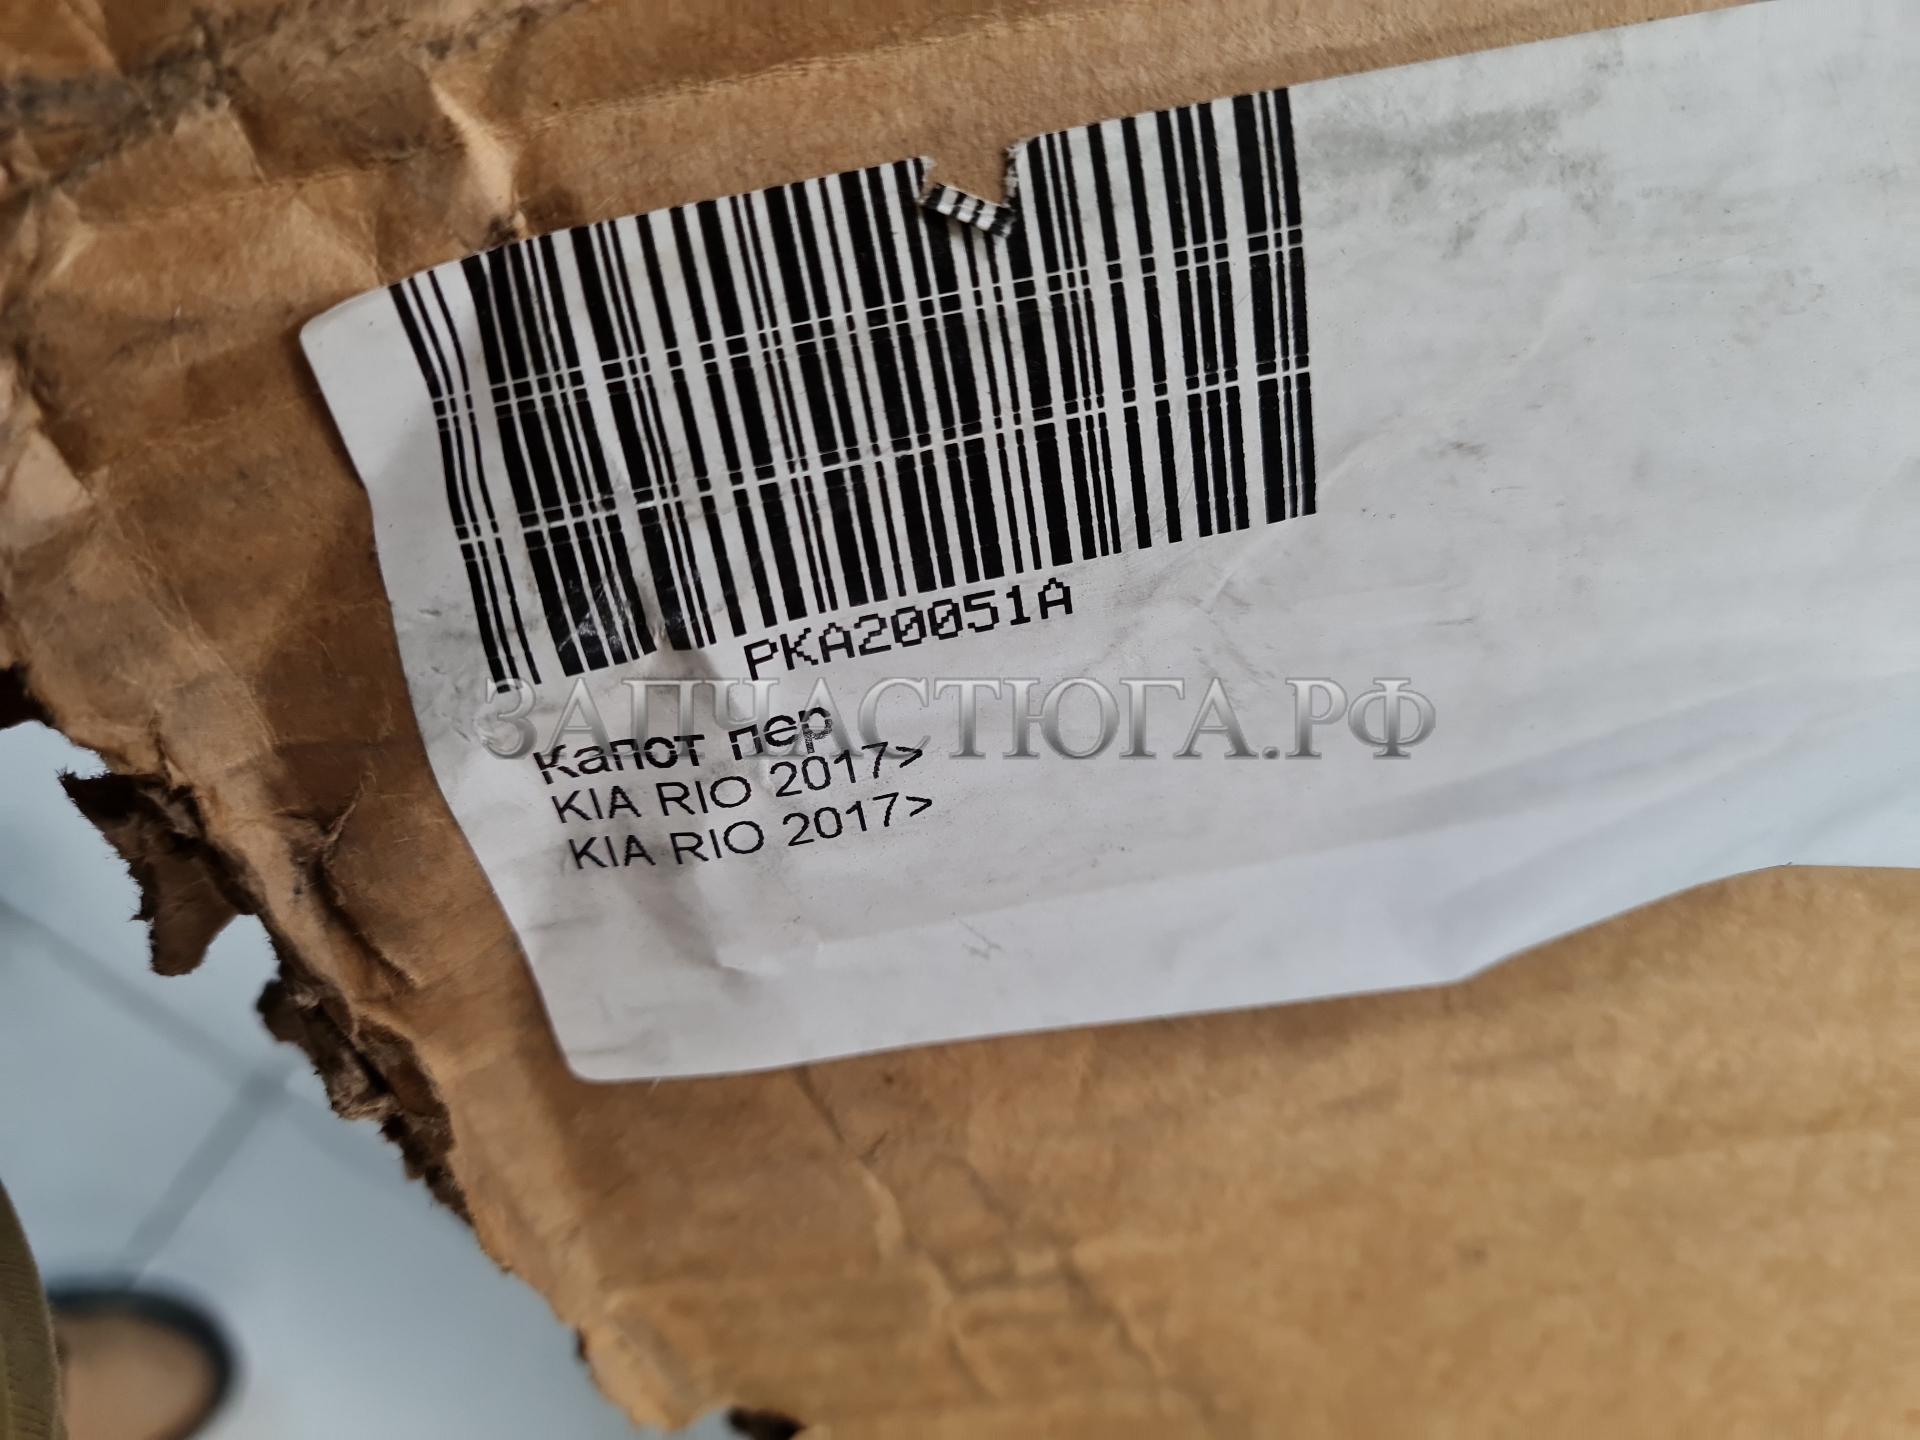 PKA20051A
ЗАПЧАСТЮГА.РФ
Капот пер
KIA RIO 2017>
KIA RIO 2017>